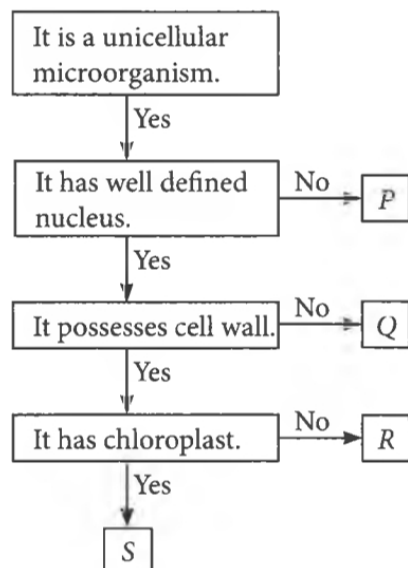 It is a unicellular
microorganism.
Yes
It has well defined
nucleus.
No
P
Yes
It possesses cell wall.
No
Q
Yes
It has chloroplast.
No
R
Yes
S